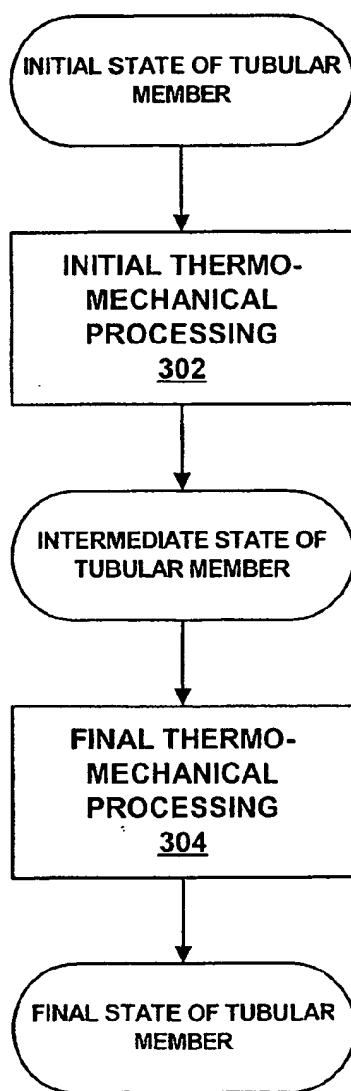 INITIAL STATE OF TUBULAR
MEMBER
INITIAL THERMO-
MECHANICAL
PROCESSING
302
INTERMEDIATE STATE OF
TUBULAR MEMBER
FINAL THERMO-
MECHANICAL
PROCESSING
304
FINAL STATE OF TUBULAR
MEMBER